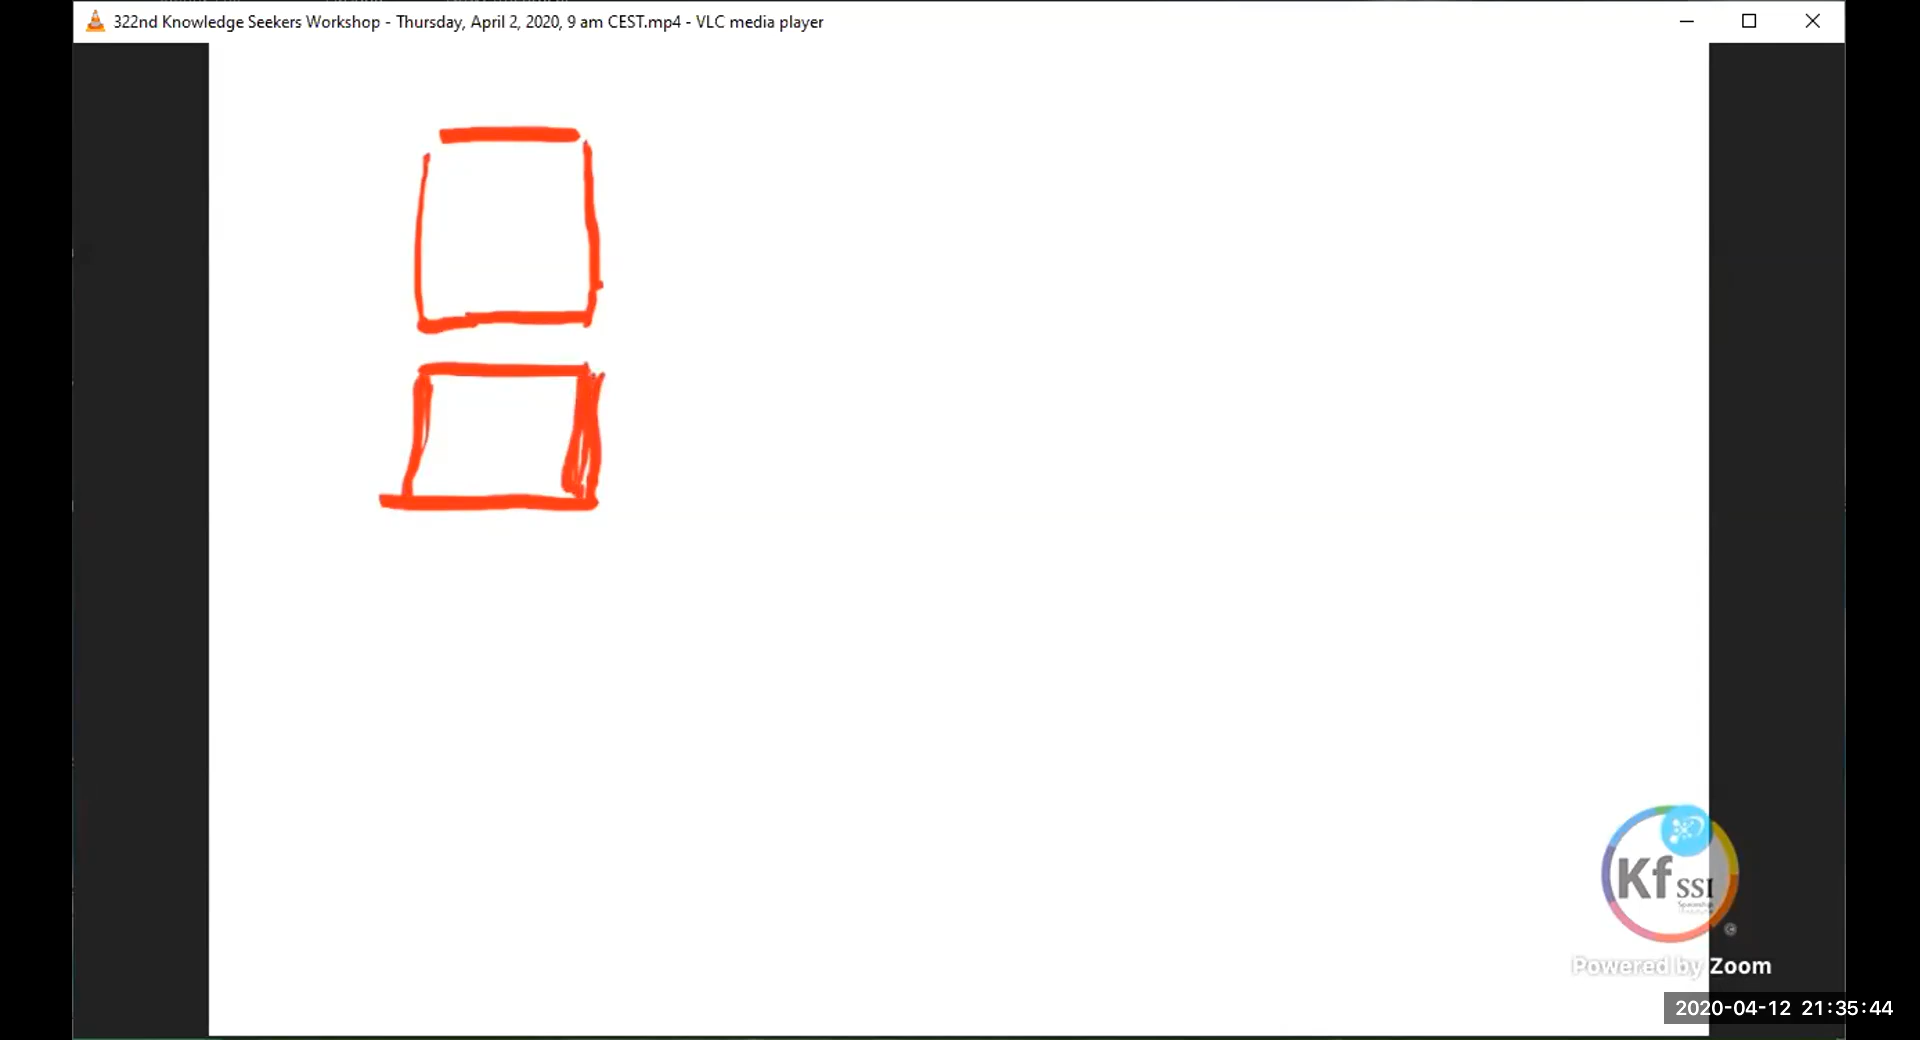 322nd Knowledge Seekers Workshop - Thursday, April 2, 2020, 9 am CEST.mp4 - VLC media player
Kf SSI
Powered by Zoom
2020-04-12 21:35:44